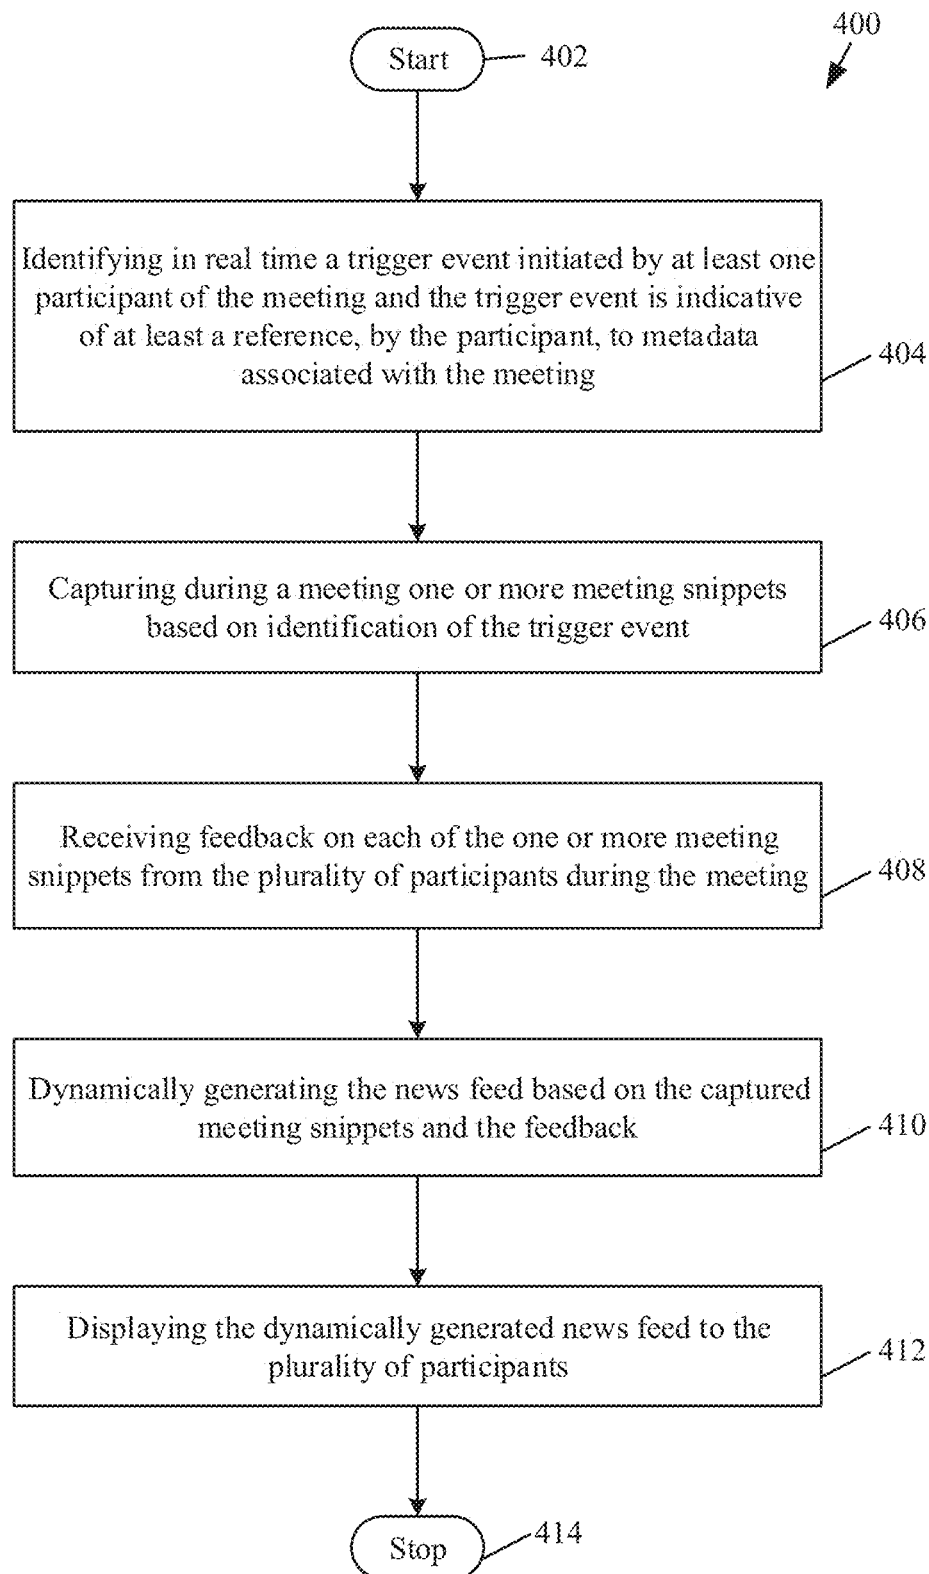 400
Start
402
Identifying in real time a trigger event initiated by at least one
participant of the meeting and the trigger event is indicative
of at least a reference, by the participant, to metadata
associated with the meeting
404
Capturing during a meeting one or more meeting snippets
based on identification of the trigger event
406
Receiving feedback on each of the one or more meeting
snippets from the plurality of participants during the meeting
408
Dynamically generating the news feed based on the captured
meeting snippets and the feedback
410
Displaying the dynamically generated news feed to the
plurality of participants
412
Stop
414